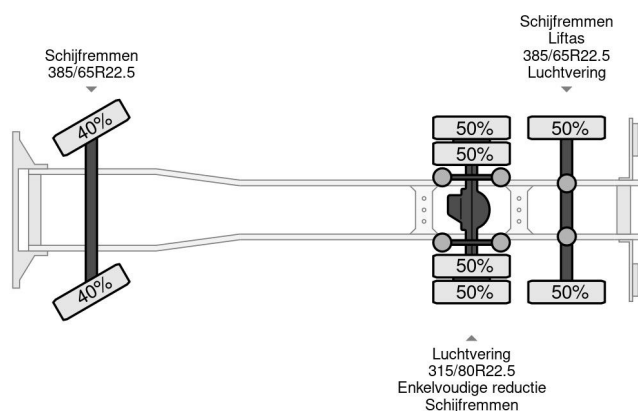 Schijfremmen
385/65R22.5
Schijfremmen
Liftas
385/65R22.5
Luchtvering
40%
50%
50%
50%
40%
50%
50%
50%
Luchtvering
315/80R22.5
Enkelvoudige reductie
Schijfremmen